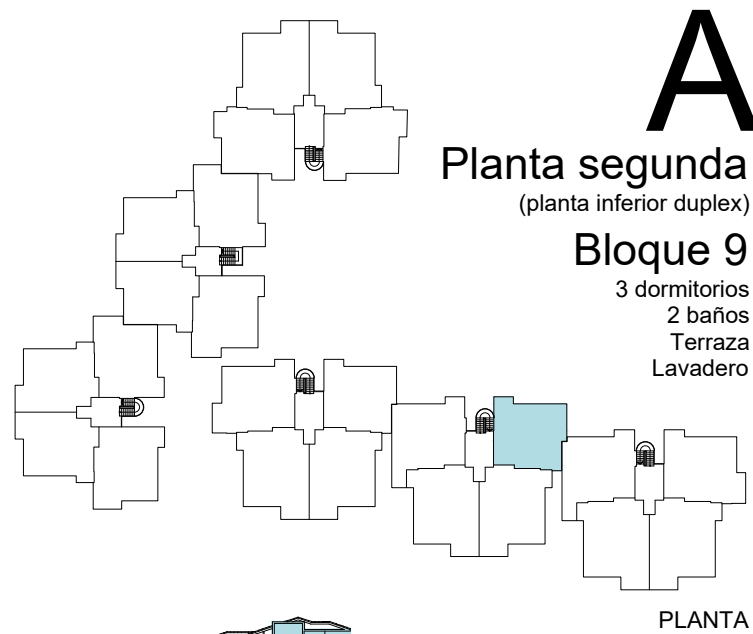 A
Planta segunda
(planta inferior duplex)
Bloque 9
3 dormitorios
2 baños
Terraza
Lavadero
PLANTA